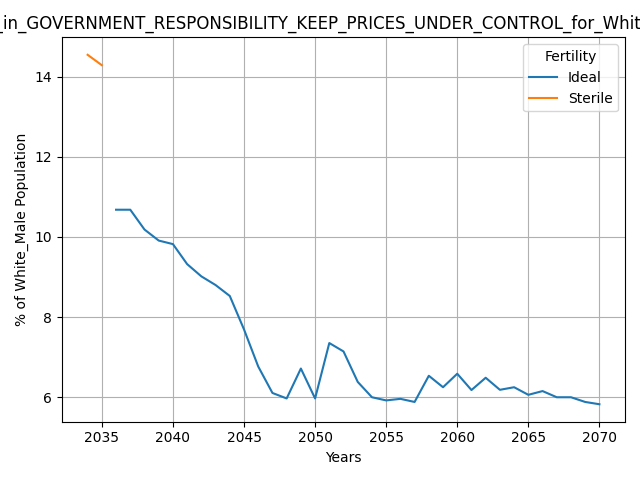 _in_GOVERNMENT_RESPONSIBILITY_KEEP_PRICES_UNDER_CONTROL_for_Whit
Fertility
Ideal
Sterile
% of White_Male Population
14
12
10
8
6
2035 2040 2045 2050 2055 2060 2065 2070
Years